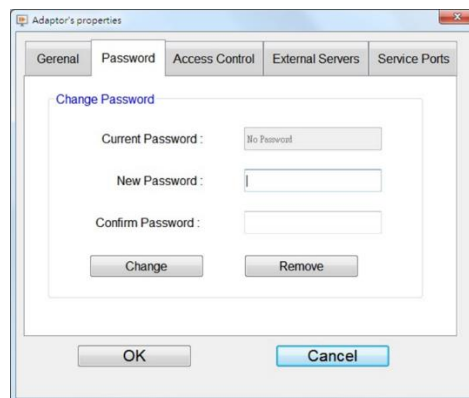 Adaptor's properties
Gerenal Password Access Control External Servers Service Ports
Change Password
Current Password : No Password
New Password :
Confirm Password :
Change Remove
OK Cancel